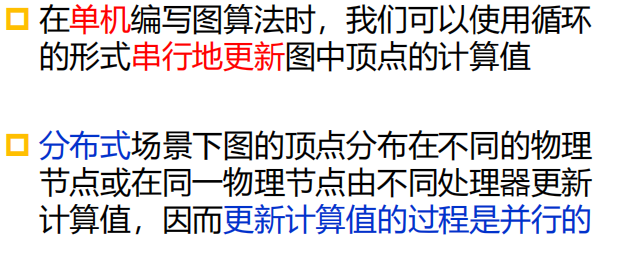 在单机编写图算法时，我们可以使用循环
的形式串行地更新图中顶点的计算值
分布式场景下图的顶点分布在不同的物理
节点或在同一物理节点由不同处理器更新
计算值，因而更新计算值的过程是并行的